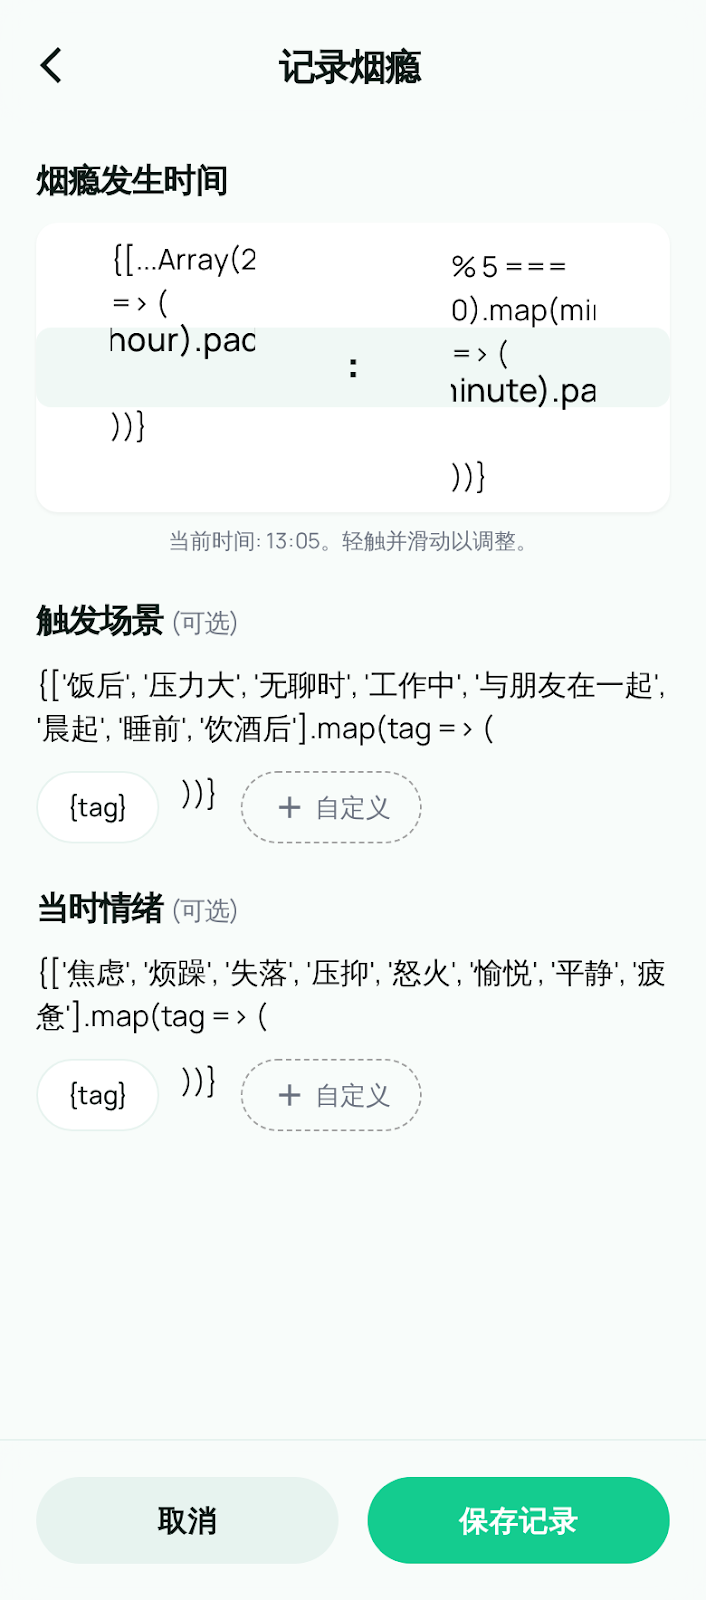 记录烟瘾
烟瘾发生时间
{[...Array(2
=> (
hour).pad
))}
:
% 5 ===
0).map(min
=> (
minute).pa
))}
当前时间: 13:05。轻触并滑动以调整。
触发场景 (可选)
{['饭后', '压力大', '无聊时', '工作中', '与朋友在一起',
'晨起', '睡前', '饮酒后'].map(tag => (
{tag} ))} + 自定义
当时情绪 (可选)
{['焦虑', '烦躁', '失落', '压抑', '怒火', '愉悦', '平静', '疲
惫'].map(tag => (
{tag} ))} + 自定义
取消 保存记录